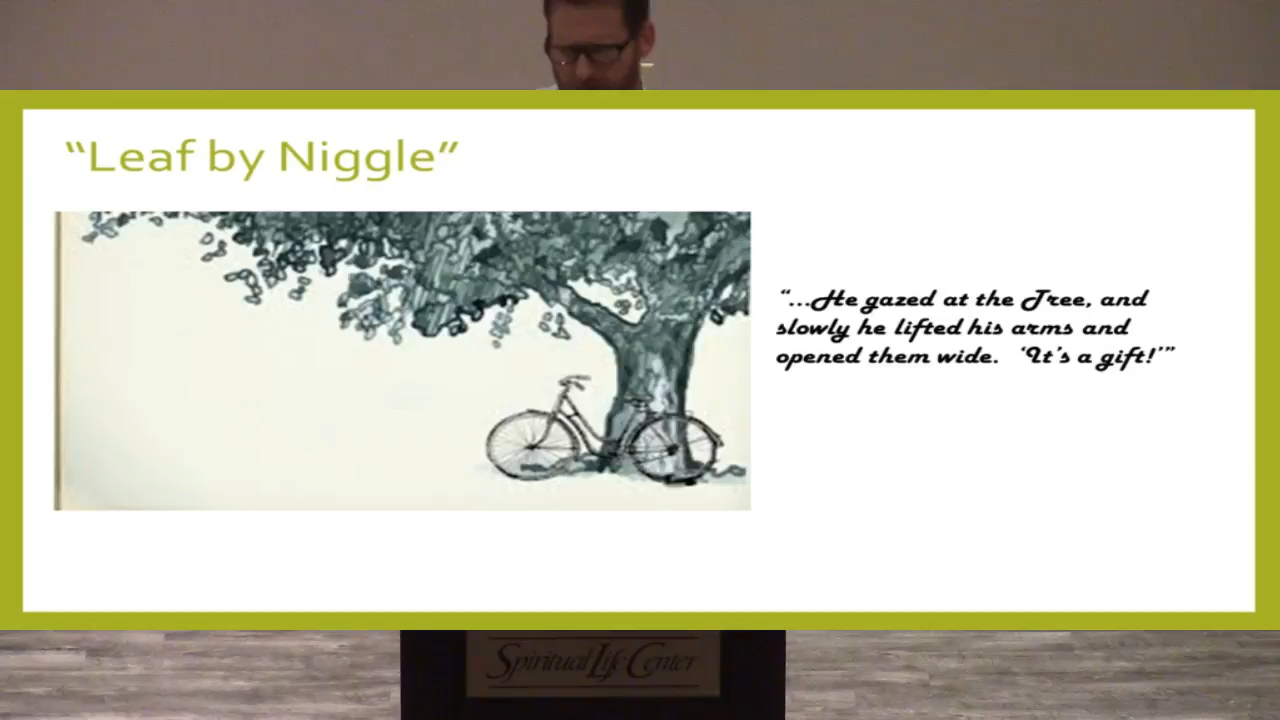 “Leaf by Niggle”
“...He gazed at the Tree, and
slowly he lifted his arms and
opened them wide. ‘It’s a gift!’”
Spiritual Life Center